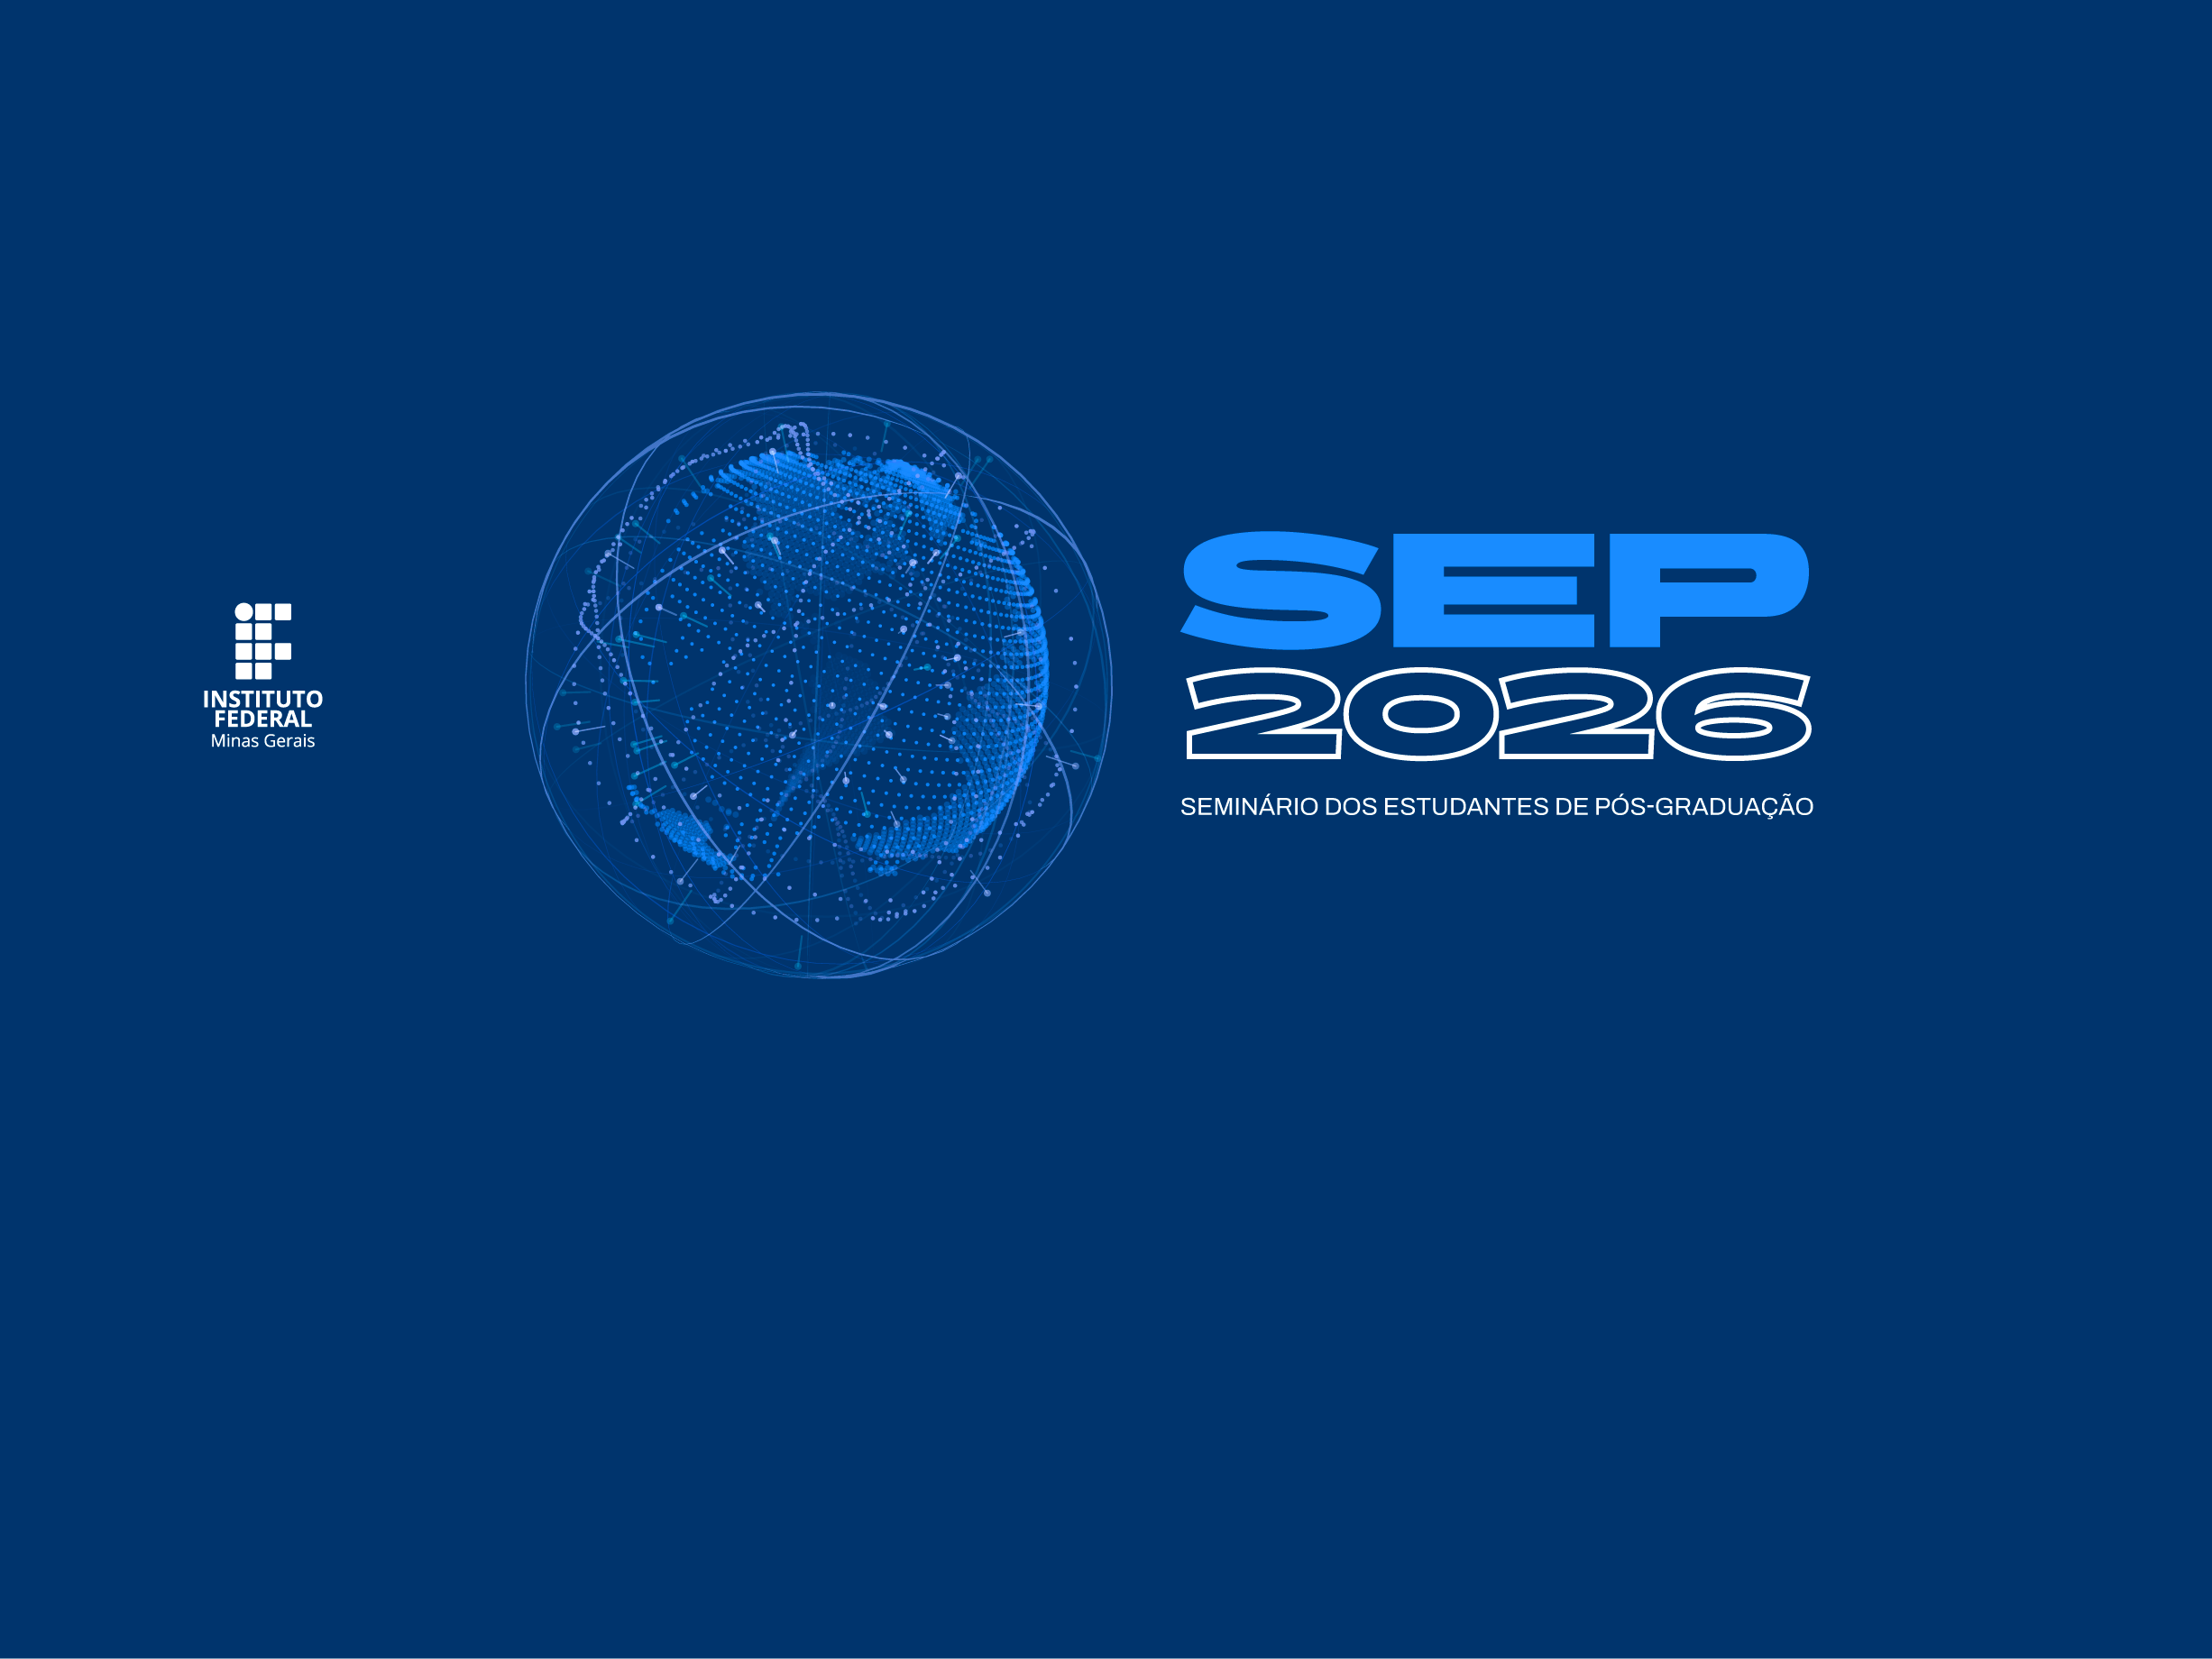 INSTITUTO
FEDERAL
Minas Gerais
SEP
2026
SEMINÁRIO DOS ESTUDANTES DE PÓS-GRADUAÇÃO